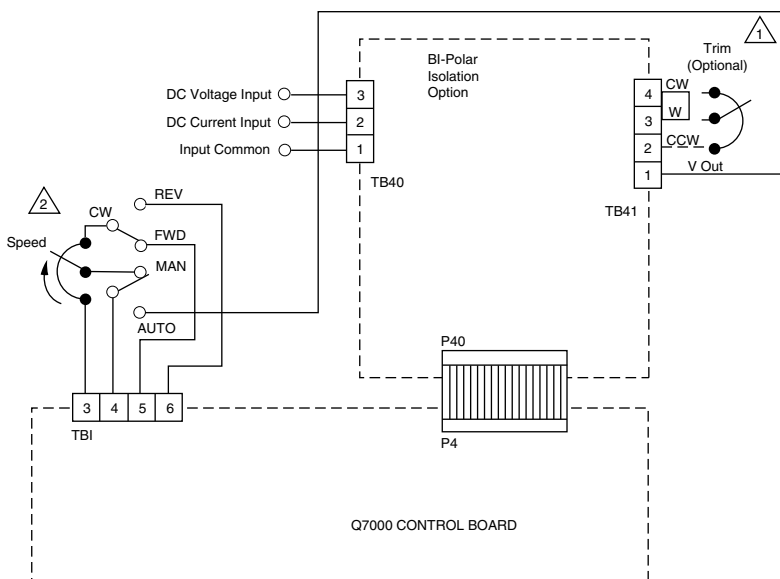 1
Trim
(Optional)
BI-Polar
Isolation
Option
DC Voltage Input
3
DC Current Input
2
Input Common
1
TB40
4
CW
3
W
2
CCW
1
V Out
TB41
2
REV
CW
FWD
Speed
MAN
AUTO
P40
3
4
5
6
TBI
P4
Q7000 CONTROL BOARD